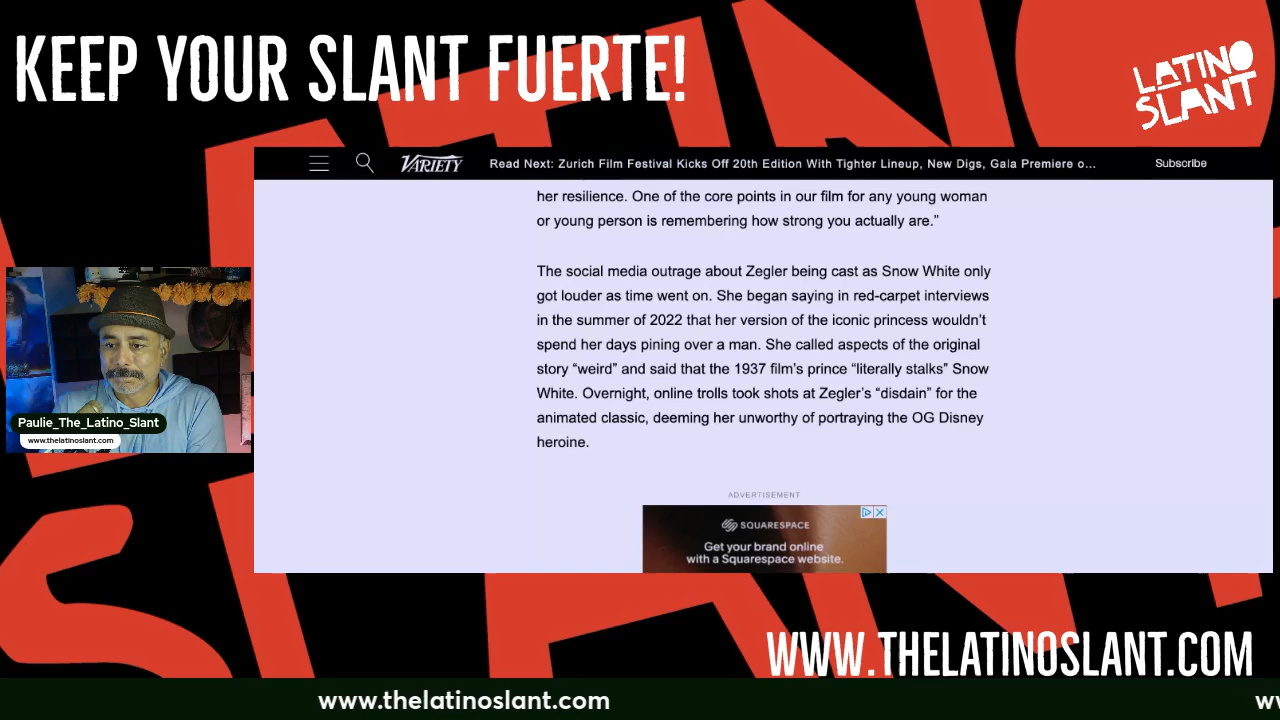 KEEP YOUR SLANT FUERTE!
LATINO
SLANT
VARIETY
Read Next: Zurich Film Festival Kicks Off 20th Edition With Tighter Lineup, New Digs, Gala Premiere o...
Subscribe
her resilience. One of the core points in our film for any young woman
or young person is remembering how strong you actually are.”
The social media outrage about Zegler being cast as Snow White only
got louder as time went on. She began saying in red-carpet interviews
in the summer of 2022 that her version of the iconic princess wouldn’t
spend her days pining over a man. She called aspects of the original
story “weird” and said that the 1937 film’s prince “literally stalks” Snow
White. Overnight, online trolls took shots at Zegler’s “disdain” for the
animated classic, deeming her unworthy of portraying the OG Disney
heroine.
ADVERTISEMENT
SQUARESPACE
Get your brand online
with a Squarespace website.
Paulie_The_Latino_Slant
www.thelatinoslant.com
WWW.THELATINOSLANT.COM
www.thelatinoslant.com
ww